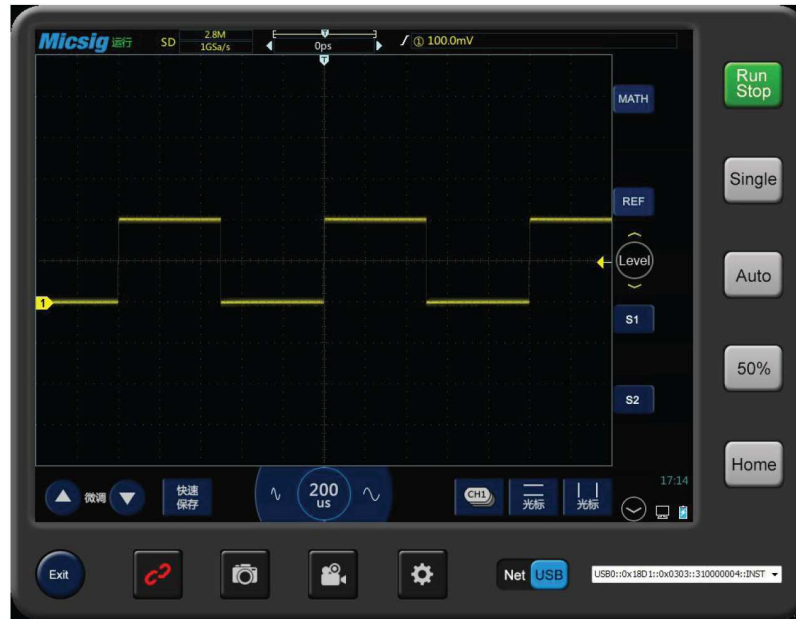 Micsig 运行
SD
2.8M
1GSa/s
T
0ps
① 100.0mV
T
MATH
REF
Level
1
S1
S2
微调
快速
保存
200
us
CH1
光标
光标
17:14
Run
Stop
Single
Auto
50%
Home
Exit
Net USB
USB0::0x18D1::0x0303::310000004::INST